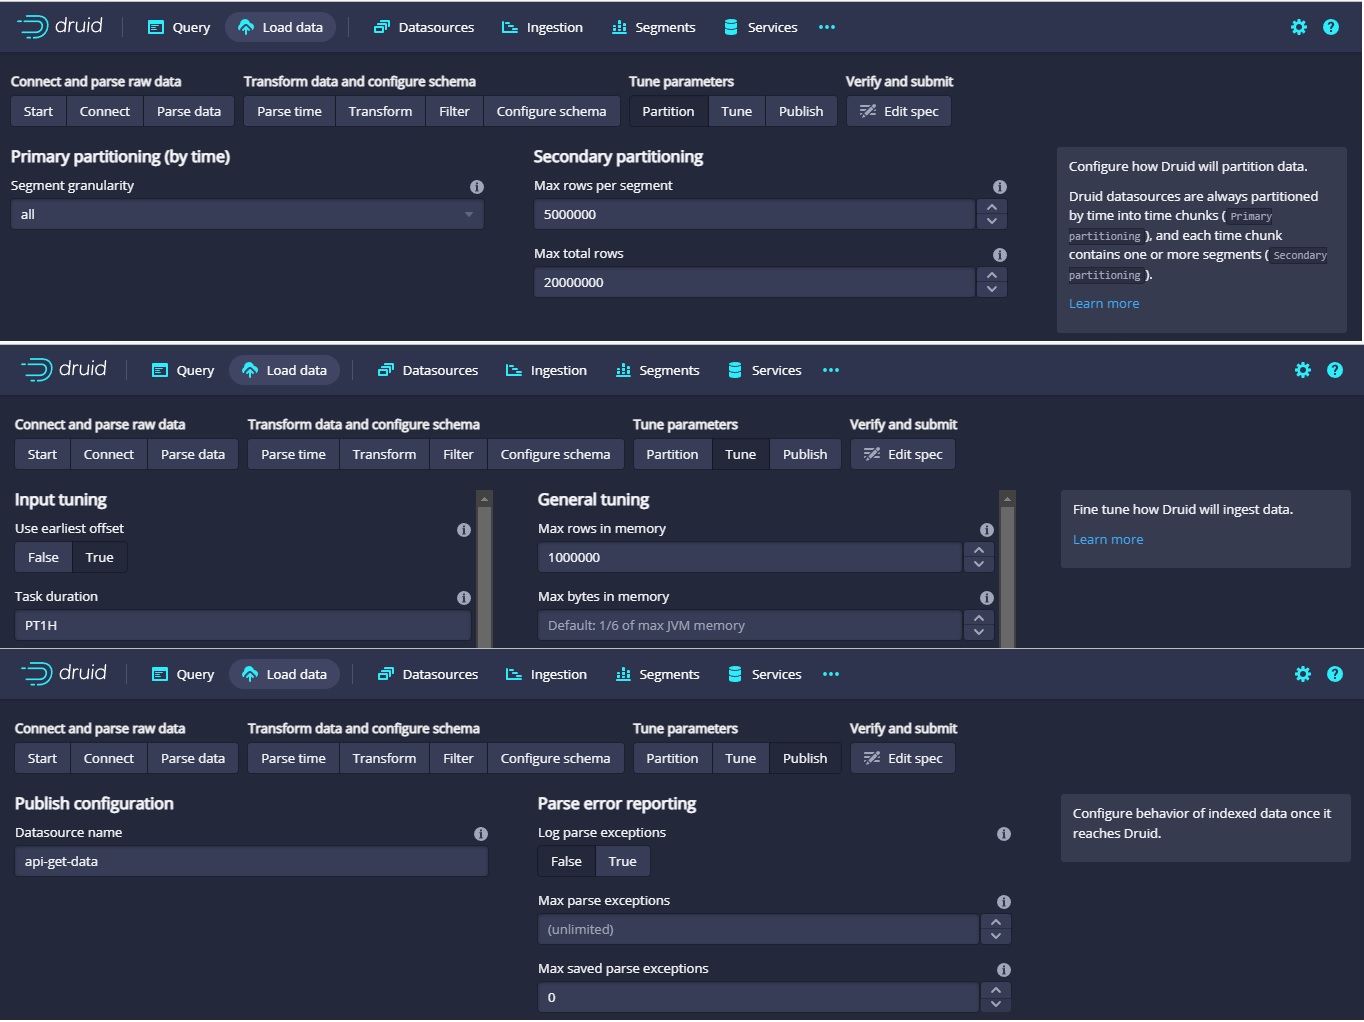 druid Query Load data Datasources Ingestion Segments Services
Connect and parse raw data Transform data and configure schema Tune parameters Verify and submit
Start Connect Parse data Parse time Transform Filter Configure schema Partition Tune Publish Edit spec
Primary partitioning (by time)
Segment granularity
all
Secondary partitioning
Max rows per segment
5000000
Max total rows
20000000
Configure how Druid will partition data.
Druid datasources are always partitioned
by time into time chunks ( Primary
partitioning ), and each time chunk
contains one or more segments ( Secondary
partitioning ).
Learn more
druid Query Load data Datasources Ingestion Segments Services
Connect and parse raw data Transform data and configure schema Tune parameters Verify and submit
Start Connect Parse data Parse time Transform Filter Configure schema Partition Tune Publish Edit spec
Input tuning
Use earliest offset
False True
Task duration
PT1H
General tuning
Max rows in memory
1000000
Max bytes in memory
Default: 1/6 of max JVM memory
Fine tune how Druid will ingest data.
Learn more
druid Query Load data Datasources Ingestion Segments Services
Connect and parse raw data Transform data and configure schema Tune parameters Verify and submit
Start Connect Parse data Parse time Transform Filter Configure schema Partition Tune Publish Edit spec
Publish configuration
Datasource name
api-get-data
Parse error reporting
Log parse exceptions
False True
Max parse exceptions
(unlimited)
Max saved parse exceptions
0
Configure behavior of indexed data once it
reaches Druid.